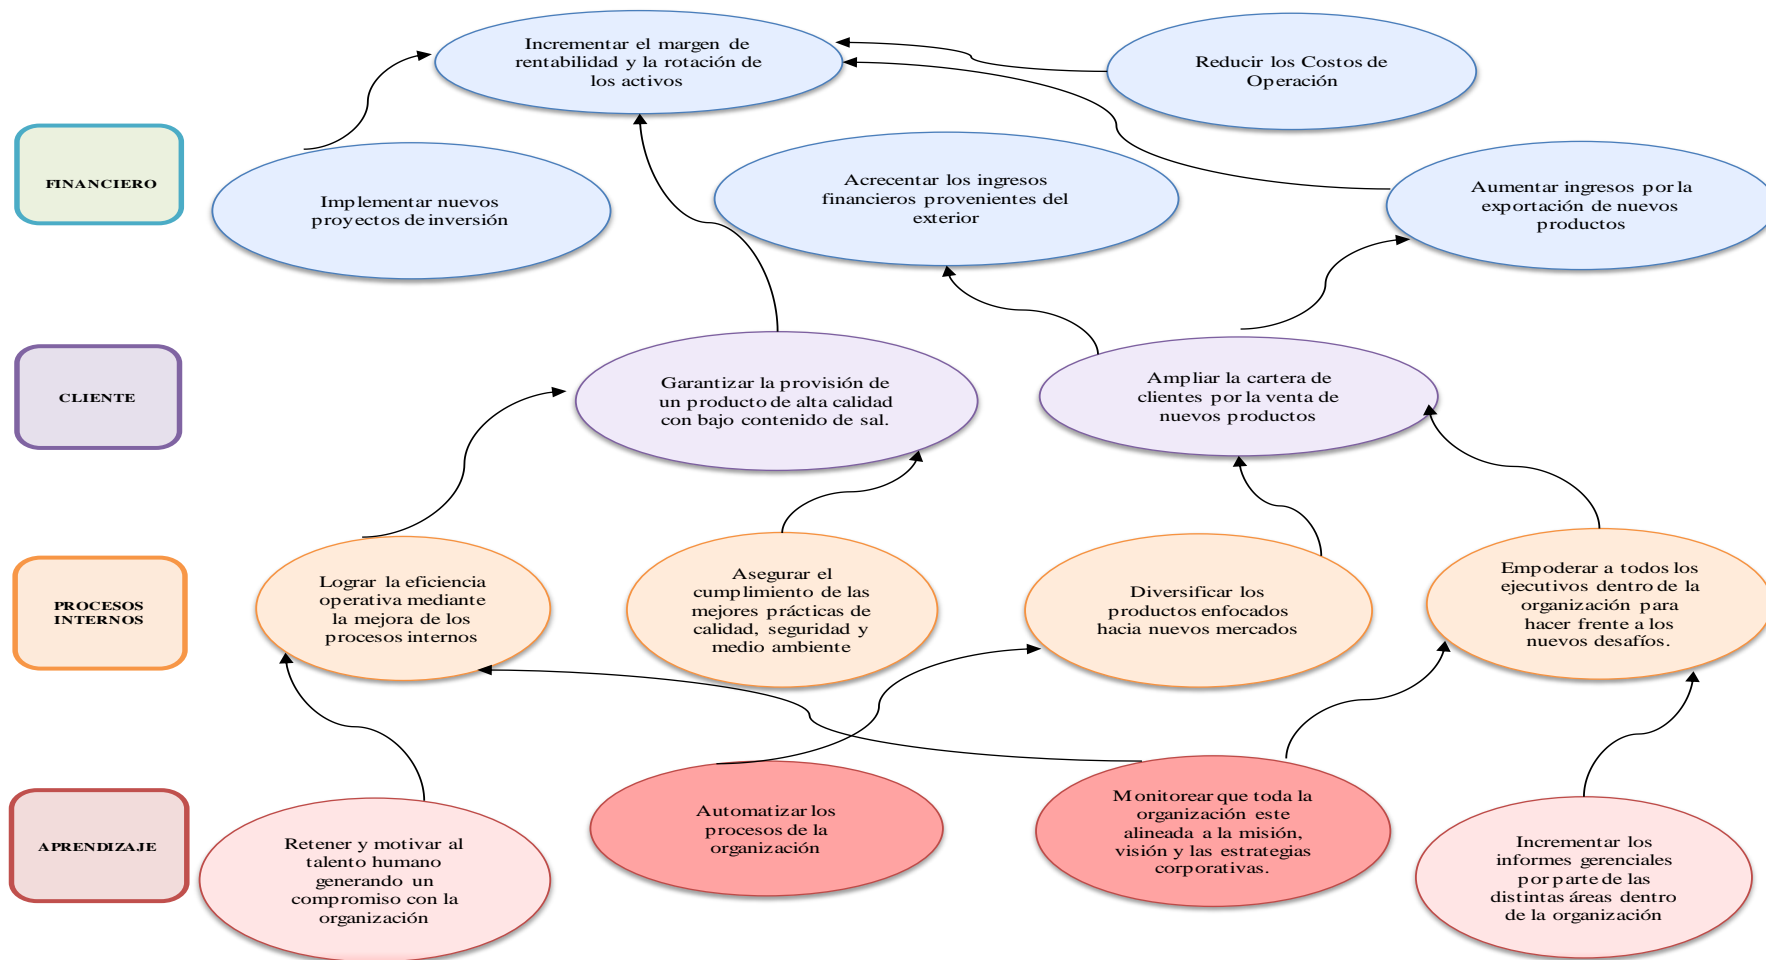 Incrementar el margen de
rentabilidad y la rotación de
los activos
Reducir los Costos de
Operación
FINANCIERO
Implementar nuevos
proyectos de inversión
Acrecentar los ingresos
financieros provenientes del
exterior
Aumentar ingresos por la
exportación de nuevos
productos
CLIENTE
Garantizar la provisión de
un producto de alta calidad
con bajo contenido de sal.
Ampliar la cartera de
clientes por la venta de
nuevos productos
PROCESOS
INTERNOS
Lograr la eficiencia
operativa mediante
la mejora de los
procesos internos
Asegurar el
cumplimiento de las
mejores prácticas de
calidad, seguridad y
medio ambiente
Diversificar los
productos enfocados
hacia nuevos mercados
Empoderar a todos los
ejecutivos dentro de la
organización para
hacer frente a los
nuevos desafíos.
APRENDIZAJE
Retener y motivar al
talento humano
generando un
compromiso con la
organización
Automatizar los
procesos de la
organización
Monitorear que toda la
organización este
alineada a la misión,
visión y las estrategias
corporativas.
Incrementar los
informes gerenciales
por parte de las
distintas áreas dentro
de la organización